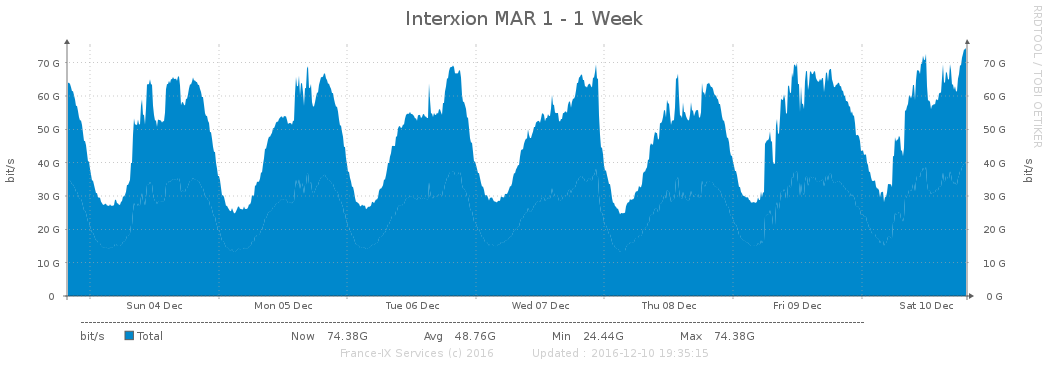 Interxion MAR 1 - 1 Week
RRDTOOL / TOBI OETIKER
bit/s
70 G 70 G
60 G 60 G
50 G 50 G
40 G 40 G
30 G 30 G
20 G 20 G
10 G 10 G
0 0 G
bit/s
Sun 04 Dec Mon 05 Dec Tue 06 Dec Wed 07 Dec Thu 08 Dec Fri 09 Dec Sat 10 Dec
bit/s Total Now 74.38G Avg 48.76G Min 24.44G Max 74.38G
France-IX Services (c) 2016 Updated : 2016-12-10 19:35:15